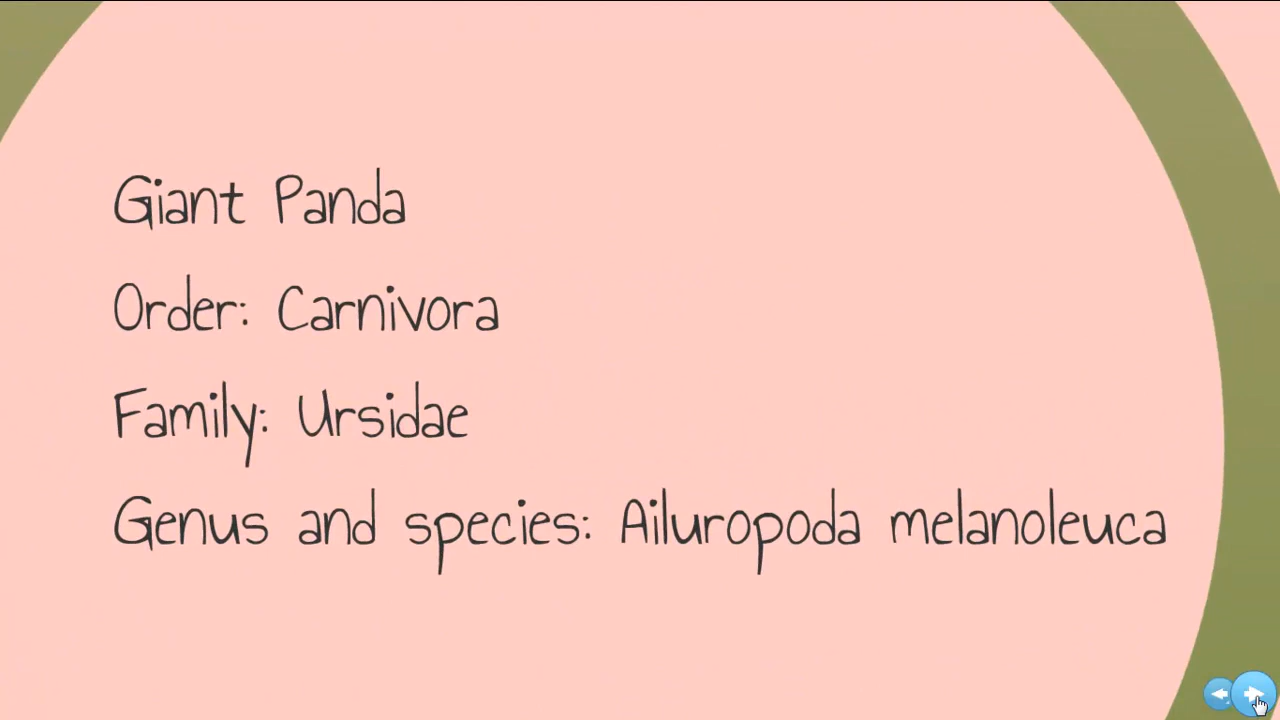 Giant Panda
Order: Carnivora
Family: Ursidae
Genus and species: Ailuropoda melanoleuca